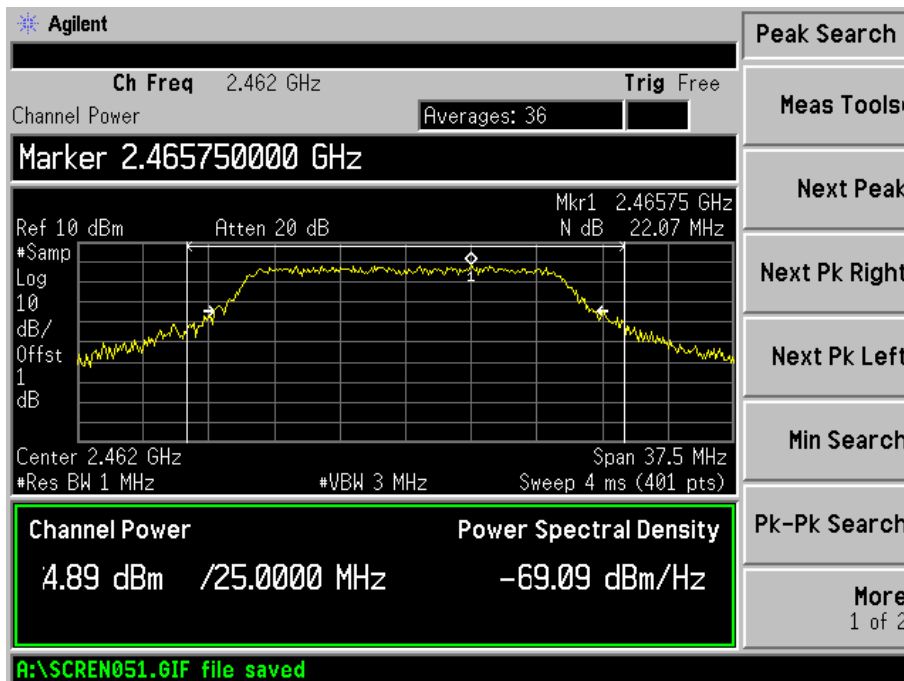 Agilent
Peak Search
Ch Freq 2.462 GHz Trig Free
Channel Power Averages: 36
Meas Tools
Marker 2.465750000 GHz
Next Peak
Mkr1 2.46575 GHz
Ref 10 dBm Atten 20 dB N dB 22.07 MHz
#Samp
Log
10
dB/
Offst
1
dB
1
Next Pk Right
Next Pk Left
Center 2.462 GHz Span 37.5 MHz
#Res BW 1 MHz #VBW 3 MHz Sweep 4 ms (401 pts)
Min Search
Channel Power Power Spectral Density
4.89 dBm /25.0000 MHz -69.09 dBm/Hz
Pk-Pk Search
More
1 of 2
A:\SCREN051.GIF file saved